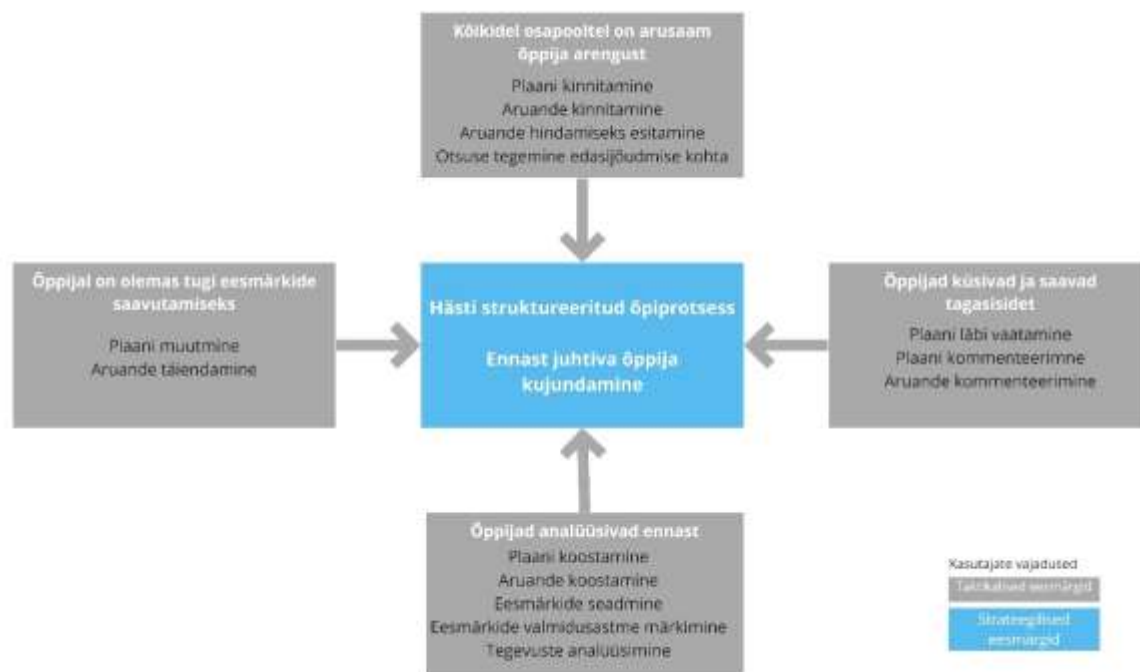 Kõikidel osapooltel on arusaam
õppija arengust
Plaani kinnitamine
Aruande kinnitamine
Aruande hindamiseks esitamine
Otsuse tegemine edasijõudmise kohta
Õppijal on olemas tugi eesmärkide
saavutamiseks
Plaani muutmine
Aruande täiendamine
Hästi struktureeritud õpiprotsess
Ennast juhtiva õppija
kujundamine
Õppijad küsivad ja saavad
tagasisidet
Plaani läbi vaatamine
Plaani kommenteerimne
Aruande kommenteerimine
Õppijad analüüsivad ennast
Plaani koostamine
Aruande koostamine
Eesmärkide seadmine
Eesmärkide valmidusastme märkimine
Tegevuste analüüsimine
Kasutajate vajadused
Taktikalised eesmärgid
Strateegilised
eesmärgid